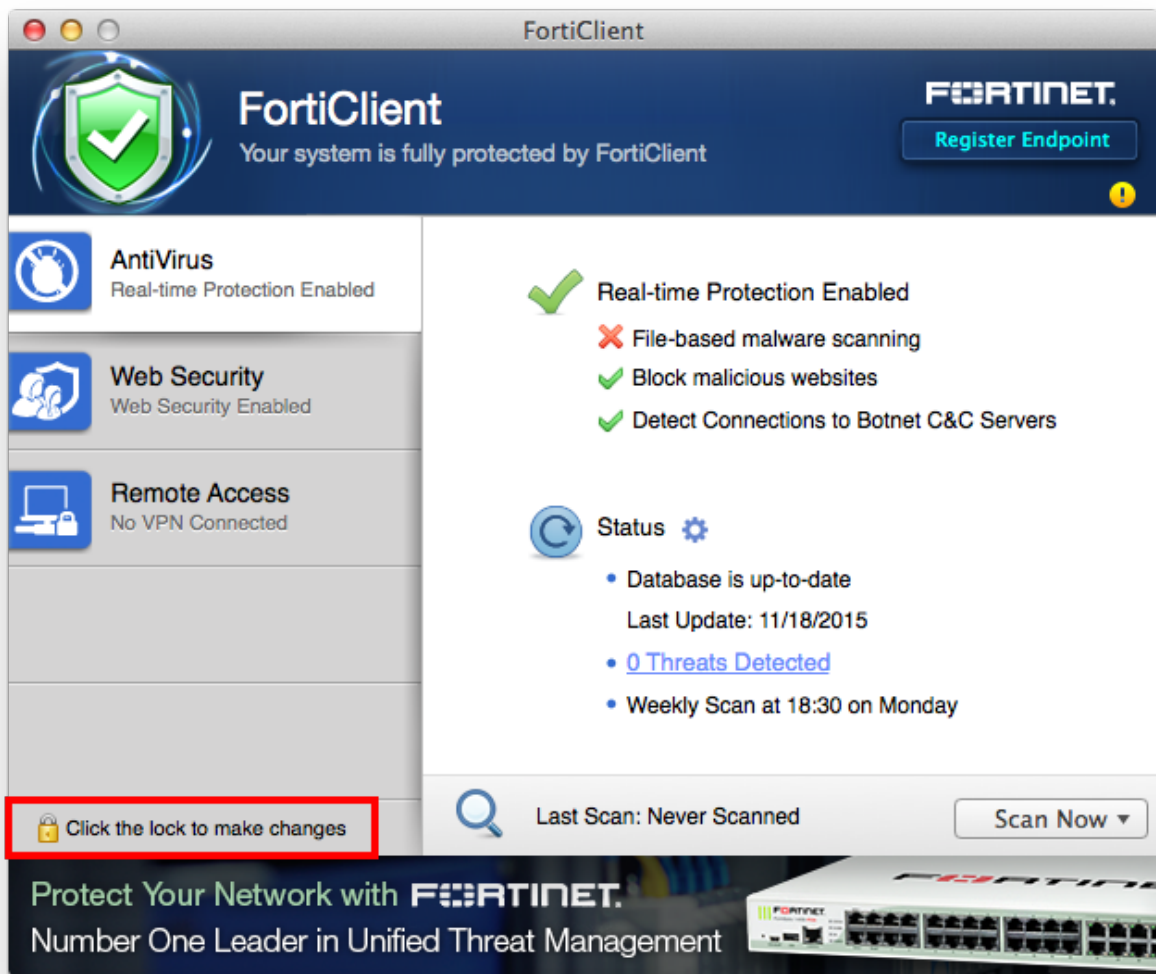 FortiClient
FortiClient
Your system is fully protected by FortiClient
FORTINET.
Register Endpoint
AntiVirus
Real-time Protection Enabled
Web Security
Web Security Enabled
Remote Access
No VPN Connected
Click the lock to make changes
Real-time Protection Enabled
File-based malware scanning
Block malicious websites
Detect Connections to Botnet C&C Servers
Status
Database is up-to-date
Last Update: 11/18/2015
0 Threats Detected
Weekly Scan at 18:30 on Monday
Last Scan: Never Scanned
Scan Now
Protect Your Network with FORTINET.
Number One Leader in Unified Threat Management
FORTINET